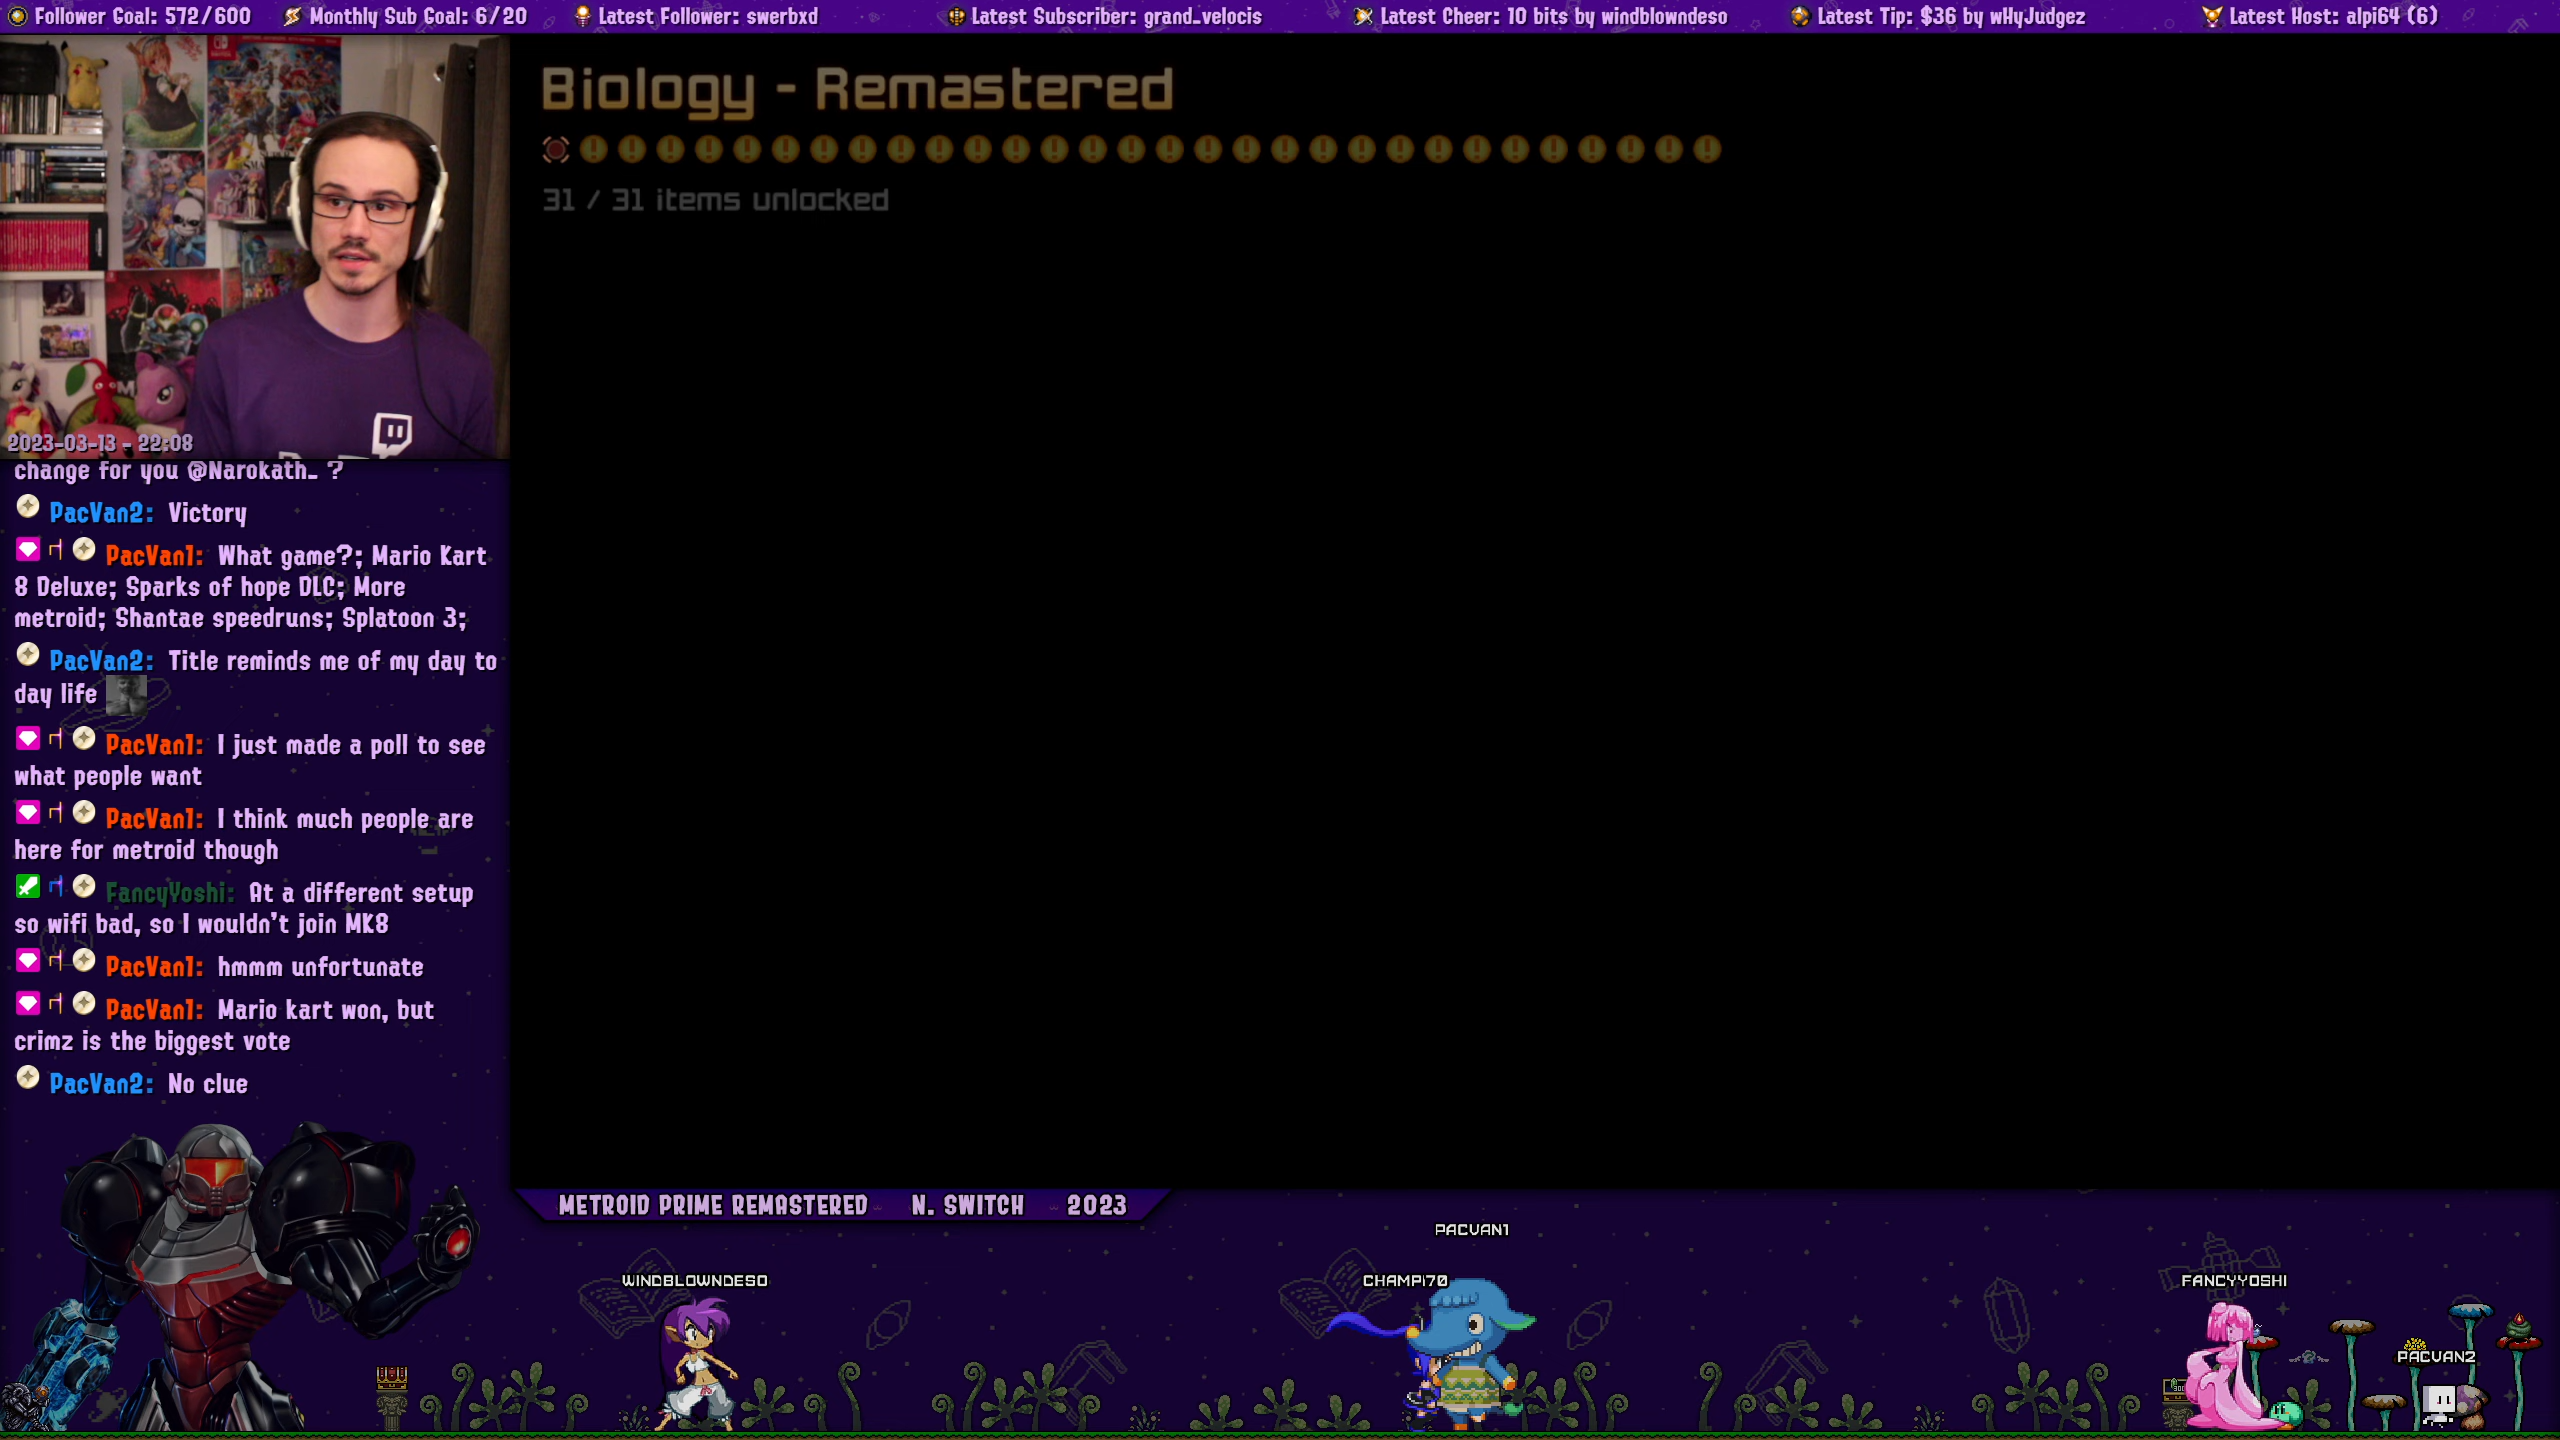 Follower Goal: 572/600
Monthly Sub Goal: 6/20
Latest Follower: swerbxd
Latest Subscriber: grand_velocis
Latest Cheer: 10 bits by windblowndeso
Latest Tip: $36 by wHyJudgez
Latest Host: alpi64 (6)
Biology - Remastered
31 / 31 items unlocked
2023-03-13 - 22:08
change for you @Narokath_ ?
PacVan2: Victory
PacVan1: What game?; Mario Kart
8 Deluxe; Sparks of hope DLC; More
metroid; Shantae speedruns; Splatoon 3;
PacVan2: Title reminds me of my day to
day life
PacVan1: I just made a poll to see
what people want
PacVan1: I think much people are
here for metroid though
FancyYoshi: At a different setup
so wifi bad, so I wouldn't join MK8
PacVan1: hmmm unfortunate
PacVan1: Mario kart won, but
crimz is the biggest vote
PacVan2: No clue
METROID PRIME REMASTERED N. SWITCH 2023
PACVAN1
WINDBLOWNDESO
CHAMPI70
FANCYYOSHI
PACVAN2